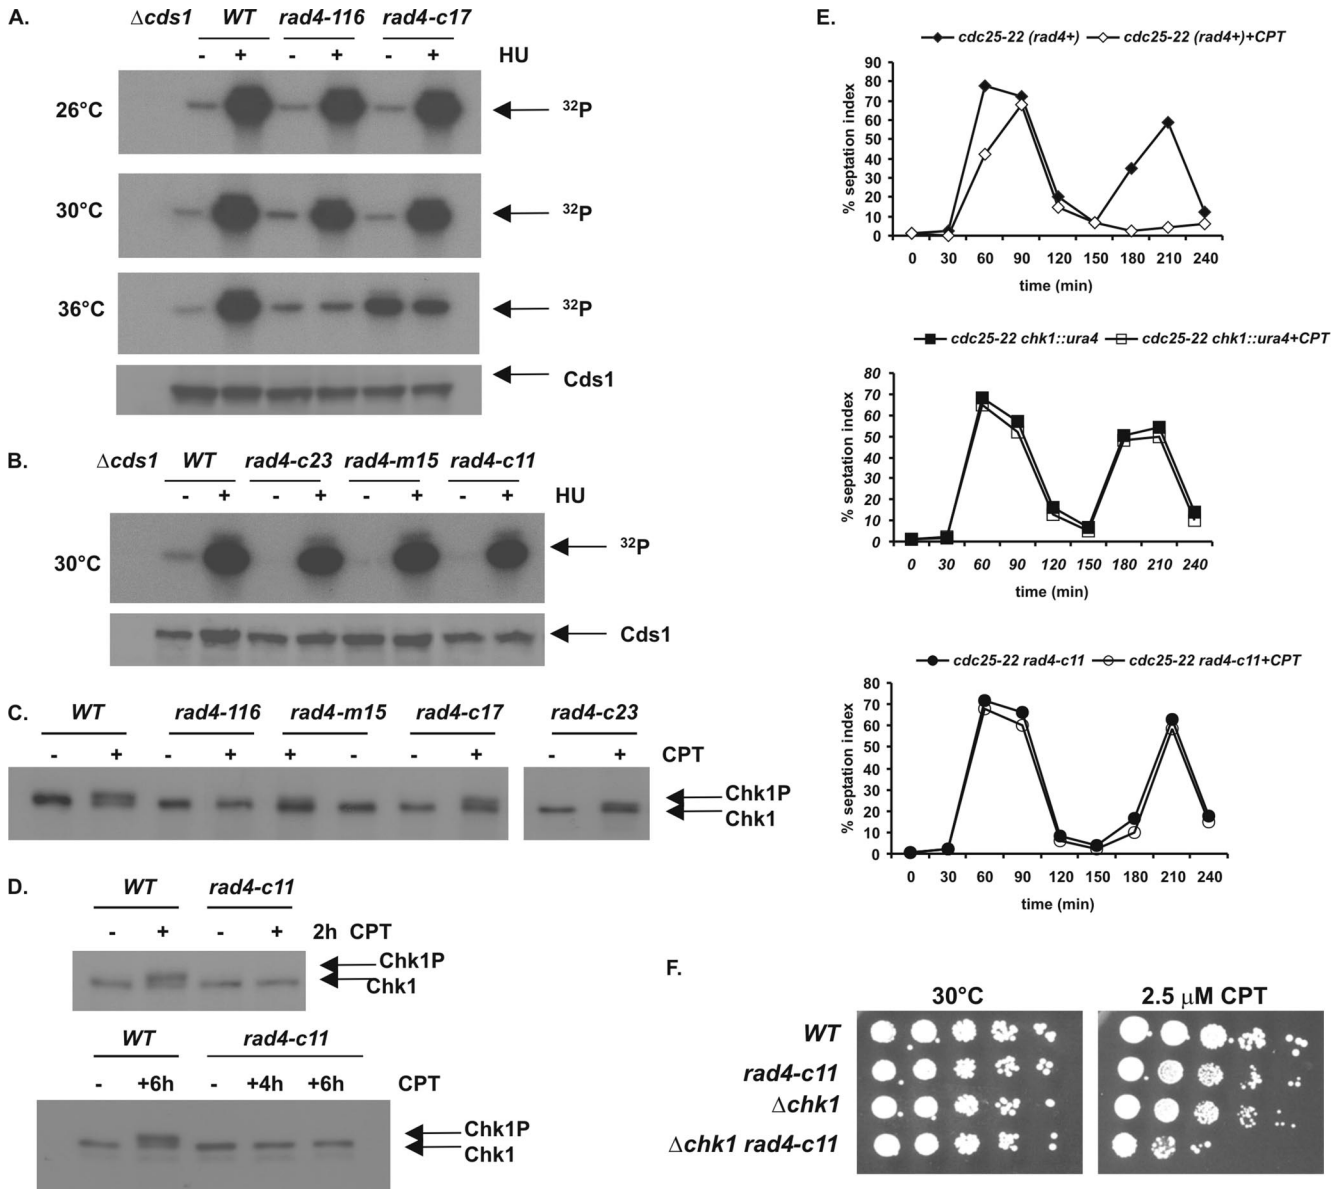 A.
Δcds1 WT rad4-116 rad4-c17
- + - + - + HU
26°C 32P
30°C 32P
36°C 32P
Cds1
B.
Δcds1 WT rad4-c23 rad4-m15 rad4-c11
- + - + - + - + HU
30°C 32P
Cds1
C.
WT rad4-116 rad4-m15 rad4-c17 rad4-c23
- + - + + - - + - + CPT
Chk1P
Chk1
D.
WT rad4-c11
- + - + 2h CPT
Chk1P
Chk1
WT rad4-c11
- +6h - +4h +6h CPT
Chk1P
Chk1
E.
cdc25-22 (rad4+) cdc25-22 (rad4+)+CPT
% septation index
90
80
70
60
50
40
30
20
10
0
0 30 60 90 120 150 180 210 240
time (min)
cdc25-22 chk1::ura4 cdc25-22 chk1::ura4+CPT
% septation index
80
70
60
50
40
30
20
10
0
0 30 60 90 120 150 180 210 240
time (min)
cdc25-22 rad4-c11 cdc25-22 rad4-c11+CPT
% septation index
80
70
60
50
40
30
20
10
0
0 30 60 90 120 150 180 210 240
time (min)
F.
30°C 2.5 μM CPT
WT
rad4-c11
Δchk1
Δchk1 rad4-c11